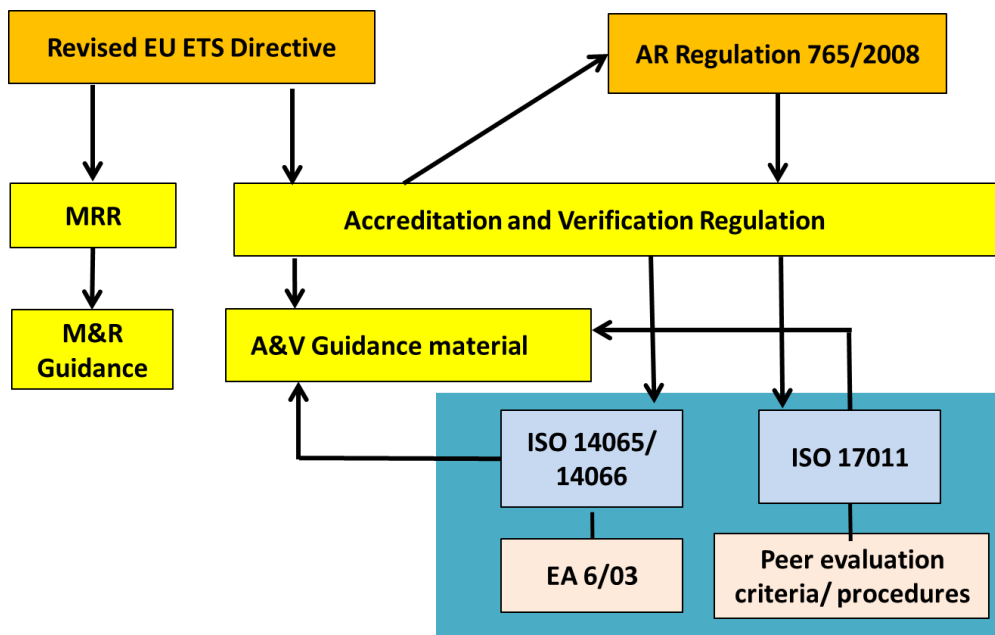 Revised EU ETS Directive
AR Regulation 765/2008
MRR
Accreditation and Verification Regulation
M&R
Guidance
A&V Guidance material
ISO 14065/
14066
ISO 17011
EA 6/03
Peer evaluation
criteria/ procedures